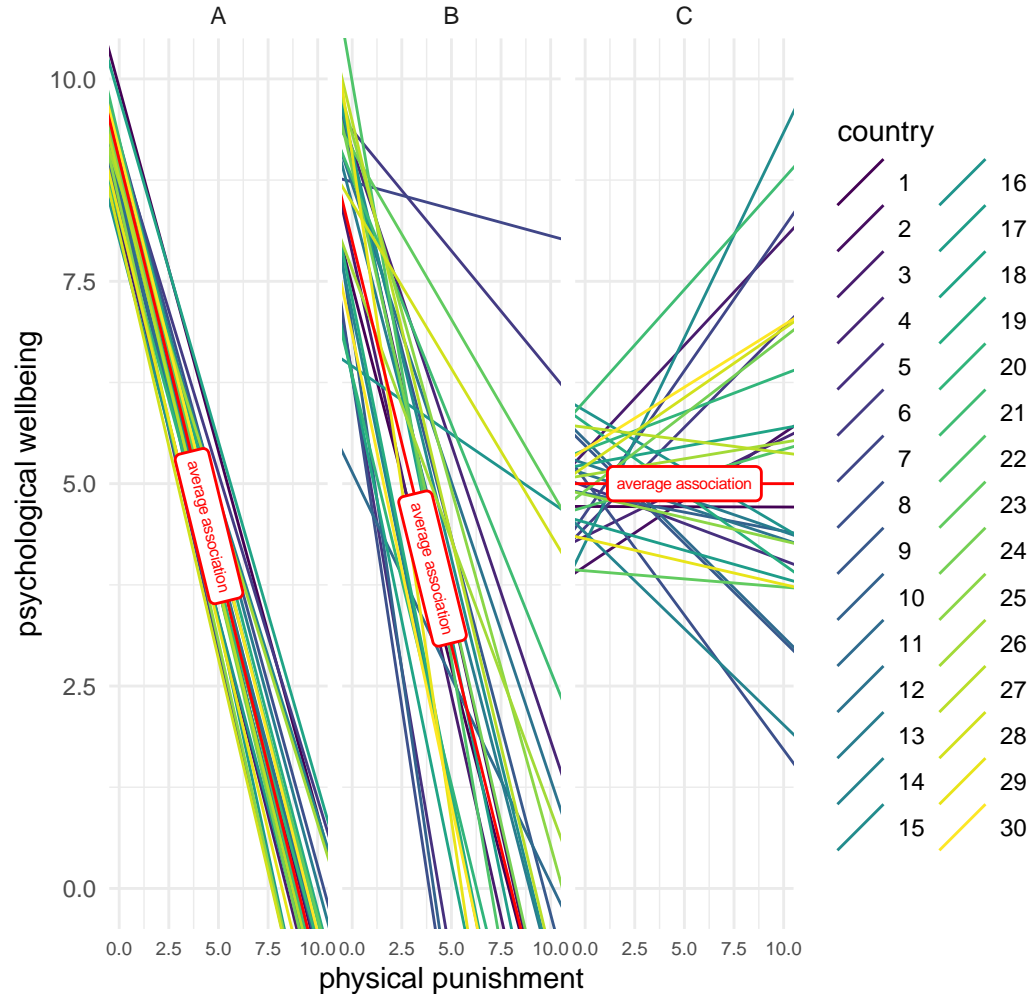 A B C
10.0
7.5
5.0
2.5
0.0
psychological wellbeing
average association
average association
average association
0.0 2.5 5.0 7.5 10.0 0.0 2.5 5.0 7.5 10.0 0.0 2.5 5.0 7.5 10.0
physical punishment
country
1 16
2 17
3 18
4 19
5 20
6 21
7 22
8 23
9 24
10 25
11 26
12 27
13 28
14 29
15 30